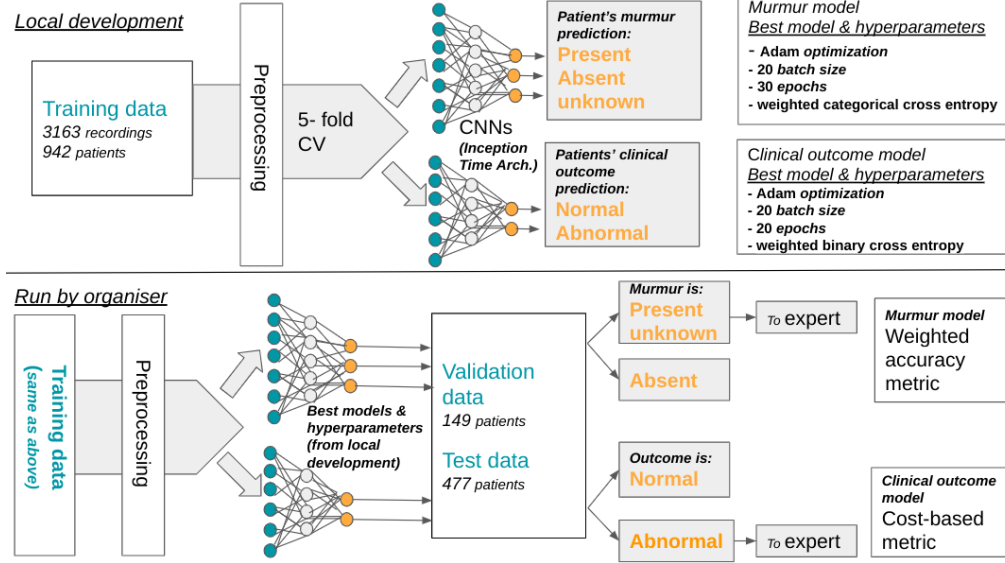 Local development
Training data
3163 recordings
942 patients
Preprocessing
5- fold
CV
CNNs
(Inception
Time Arch.)
Patient's murmur
prediction:
Present
Absent
unknown
Patients' clinical
outcome
prediction:
Normal
Abnormal
Murmur model
Best model & hyperparameters
- Adam optimization
- 20 batch size
- 30 epochs
- weighted categorical cross entropy
Clinical outcome model
Best model & hyperparameters
- Adam optimization
- 20 batch size
- 20 epochs
- weighted binary cross entropy
Run by organiser
Training data
(same as above)
Preprocessing
Best models &
hyperparameters
(from local
development)
Validation
data
149 patients
Test data
477 patients
Murmur is:
Present
unknown
To expert
Absent
Outcome is:
Normal
Abnormal
To expert
Murmur model
Weighted
accuracy
metric
Clinical outcome
model
Cost-based
metric